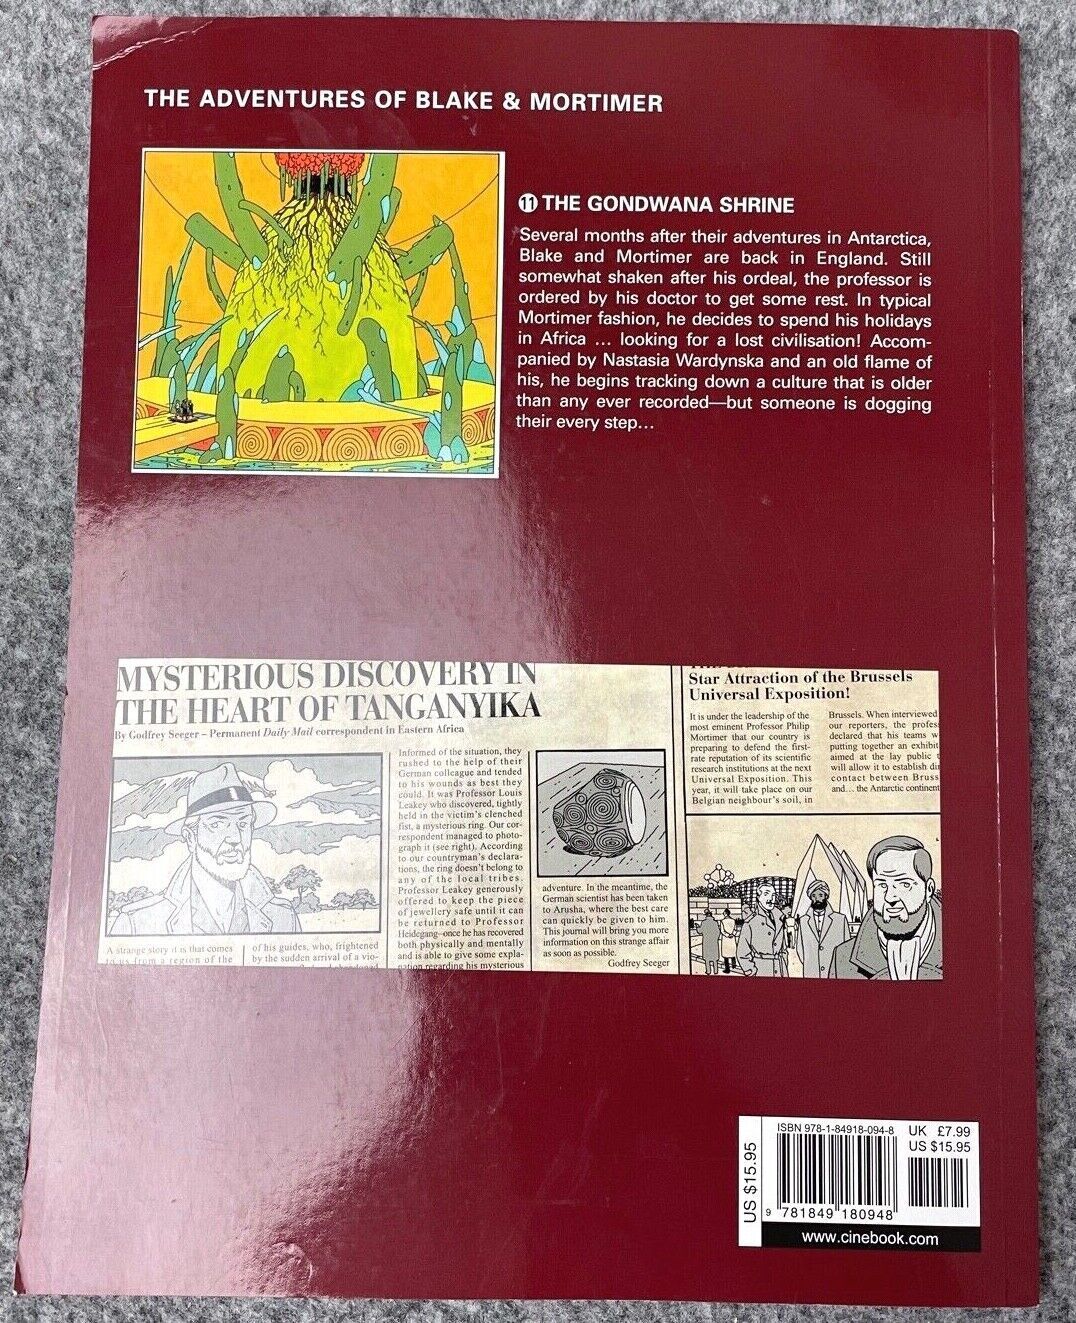 THE ADVENTURES OF BLAKE & MORTIMER
11 THE GONDWANA SHRINE
Several months after their adventures in Antarctica,
Blake and Mortimer are back in England. Still
somewhat shaken after his ordeal, the professor is
ordered by his doctor to get some rest. In typical
Mortimer fashion, he decides to spend his holidays
in Africa ... looking for a lost civilisation! Accom-
panied by Nastasia Wardynska and an old flame of
his, he begins tracking down a culture that is older
than any ever recorded—but someone is dogging
their every step...
MYSTERIOUS DISCOVERY IN
THE HEART OF TANGANYIKA
By Godfrey Seeger – Permanent Daily Mail correspondent in Eastern Africa
A strange story it is that comes
to us from a region of the
of his guides, who, frightened
by the sudden arrival of a vio-
Informed of the situation, they
rushed to the help of their
German colleague and tended
to his wounds as best they
could. It was Professor Louis
Leakey who discovered, tightly
held in the victim's clenched
fist, a mysterious ring. Our cor-
respondent managed to photo-
graph it (see right). According
to our countryman's declara-
tions, the ring doesn't belong to
any of the local tribes.
Professor Leakey generously
offered to keep the piece
of jewellery safe until it can
be returned to Professor
Heidegang–once he has recovered
both physically and mentally
and is able to give some expla-
nation regarding his mysterious
adventure. In the meantime, the
German scientist has been taken
to Arusha, where the best care
can quickly be given to him.
This journal will bring you more
information on this strange affair
as soon as possible.
Godfrey Seeger
Star Attraction of the Brussels
Universal Exposition!
It is under the leadership of the
most eminent Professor Philip
Mortimer that our country is
preparing to defend the first-
rate reputation of its scientific
research institutions at the next
Universal Exposition. This
year, it will take place on our
Belgian neighbour's soil, in
Brussels. When interviewed
our reporters, the profess
declared that his teams w
putting together an exhibit
aimed at the lay public t
will allow it to establish dir
contact between Bruss
and... the Antarctic continent
US $15.95
ISBN 978-1-84918-094-8
UK £7.99
US $15.95
9 781849 180948
www.cinebook.com